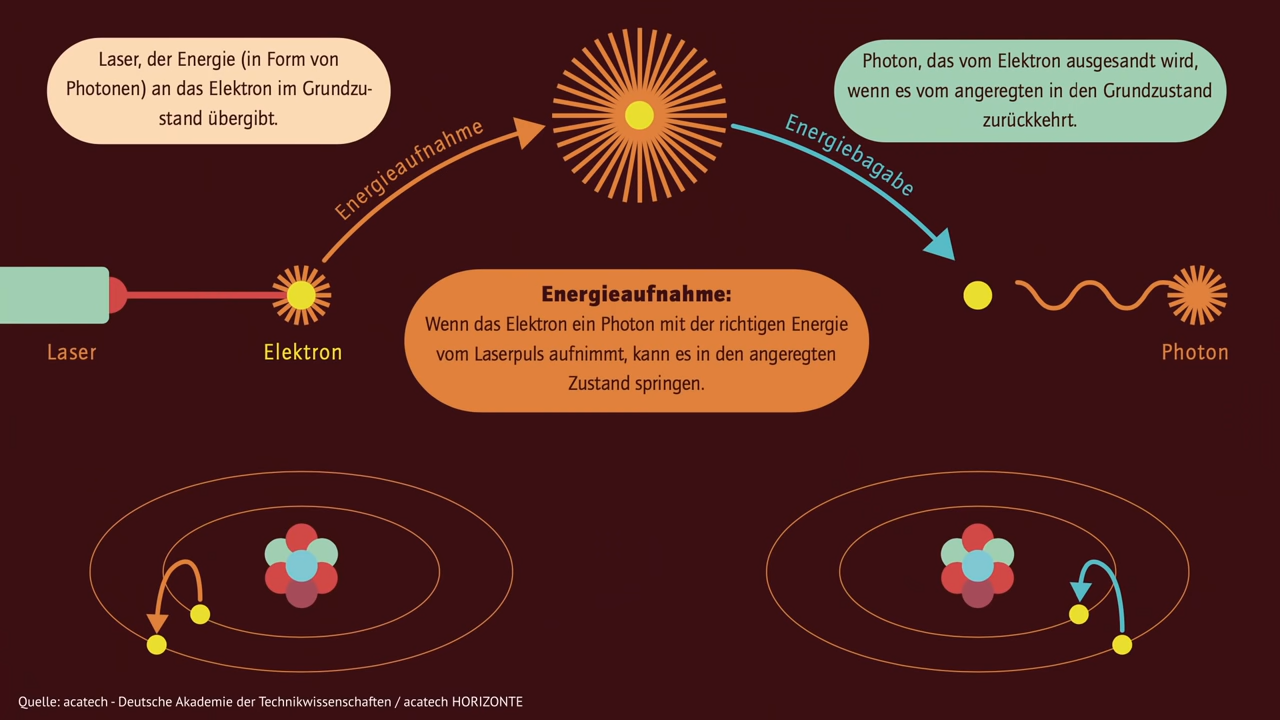 Laser, der Energie (in Form von
Photonen) an das Elektron im Grundzu-
stand übergibt.
Photon, das vom Elektron ausgesandt wird,
wenn es vom angeregten in den Grundzustand
zurückkehrt.
Energieaufnahme
Energiebagabe
Laser
Elektron
Energieaufnahme:
Wenn das Elektron ein Photon mit der richtigen Energie
vom Laserpuls aufnimmt, kann es in den angeregten
Zustand springen.
Photon
Quelle: acatech - Deutsche Akademie der Technikwissenschaften / acatech HORIZONTE